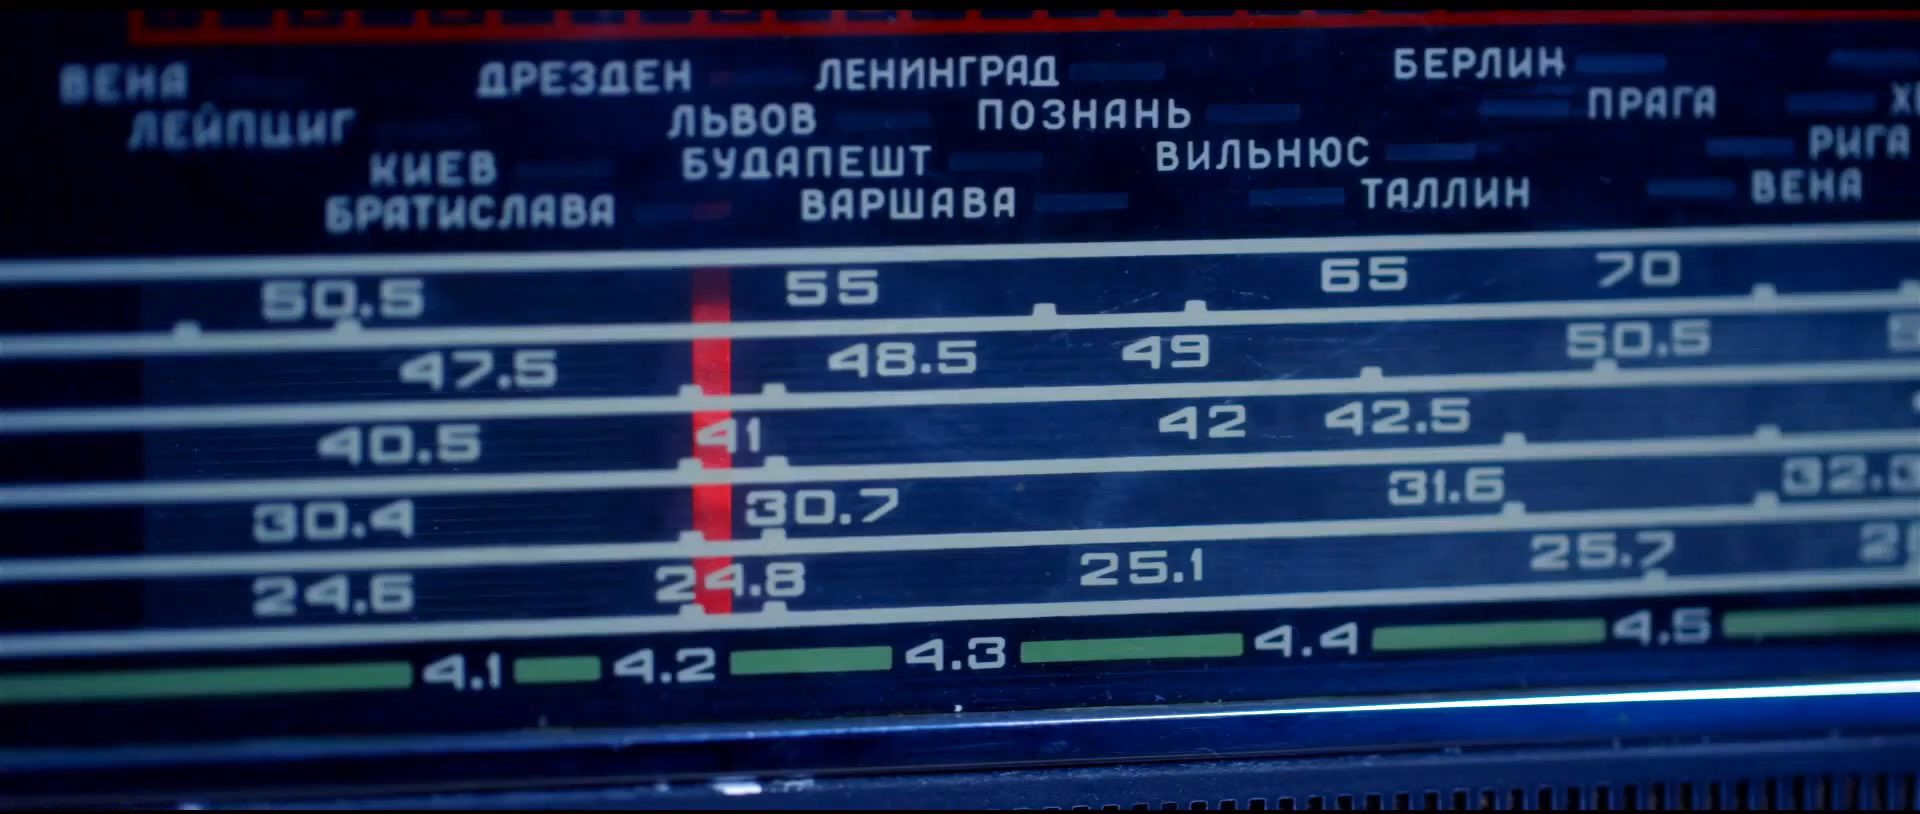 ВЕНА ДРЕЗДЕН ЛЕНИНГРАД БЕРЛИН
ЛЕЙПЦИГ ЛЬВОВ ПОЗНАНЬ ПРАГА
КИЕВ БУДАПЕШТ ВИЛЬНЮС РИГА
БРАТИСЛАВА ВАРШАВА ТАЛЛИН ВЕНА
50.5 55 65 70
47.5 48.5 49 50.5
40.5 41 42 42.5
30.4 30.7 31.6 32.3
24.6 24.8 25.1 25.7
4.1 4.2 4.3 4.4 4.5